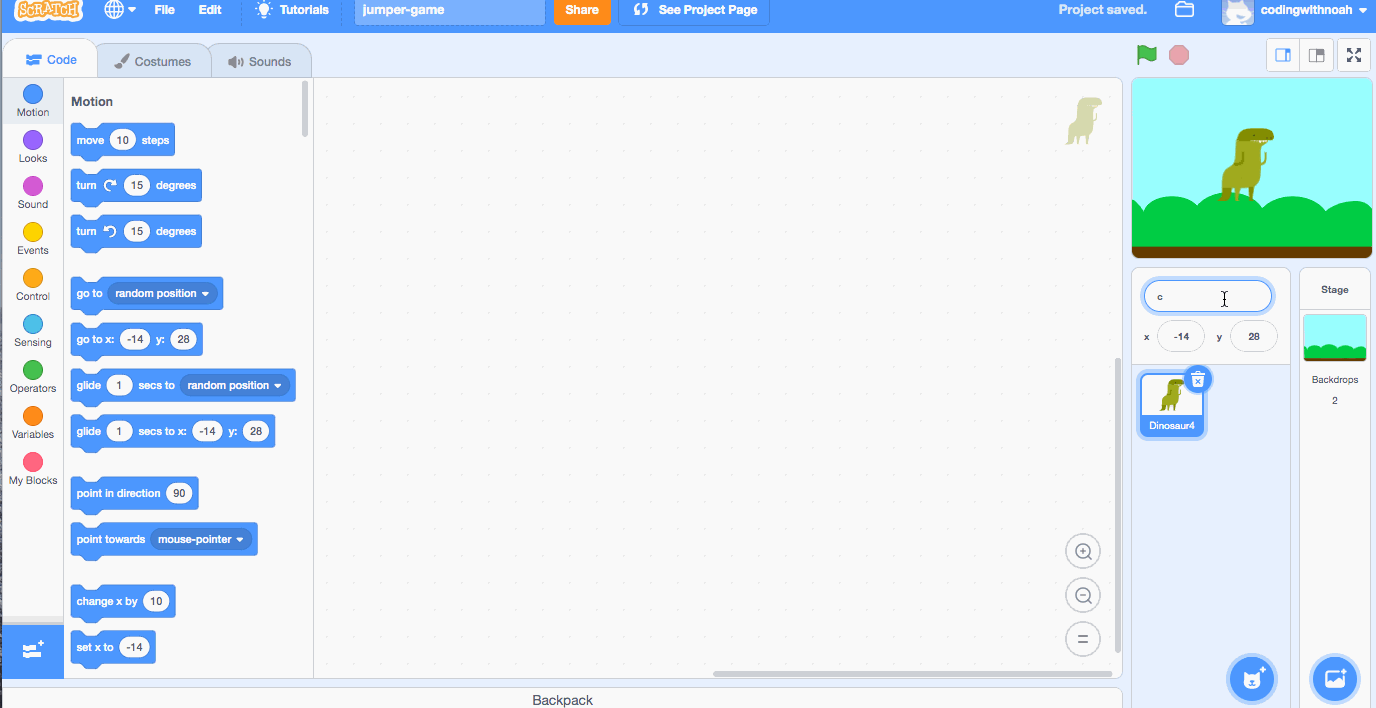 SCRATCH File Edit Tutorials jumper-game Share See Project Page Project saved. codingwithnoah
Code Costumes Sounds
Motion
Looks
Sound
Events
Control
Sensing
Operators
Variables
My Blocks
Motion
move 10 steps
turn 15 degrees
turn 15 degrees
go to random position
go to x: -14 y: 28
glide 1 secs to random position
glide 1 secs to x: -14 y: 28
point in direction 90
point towards mouse-pointer
change x by 10
set x to -14
c
x -14 y 28
Dinosaur4
Stage
Backdrops
2
Backpack